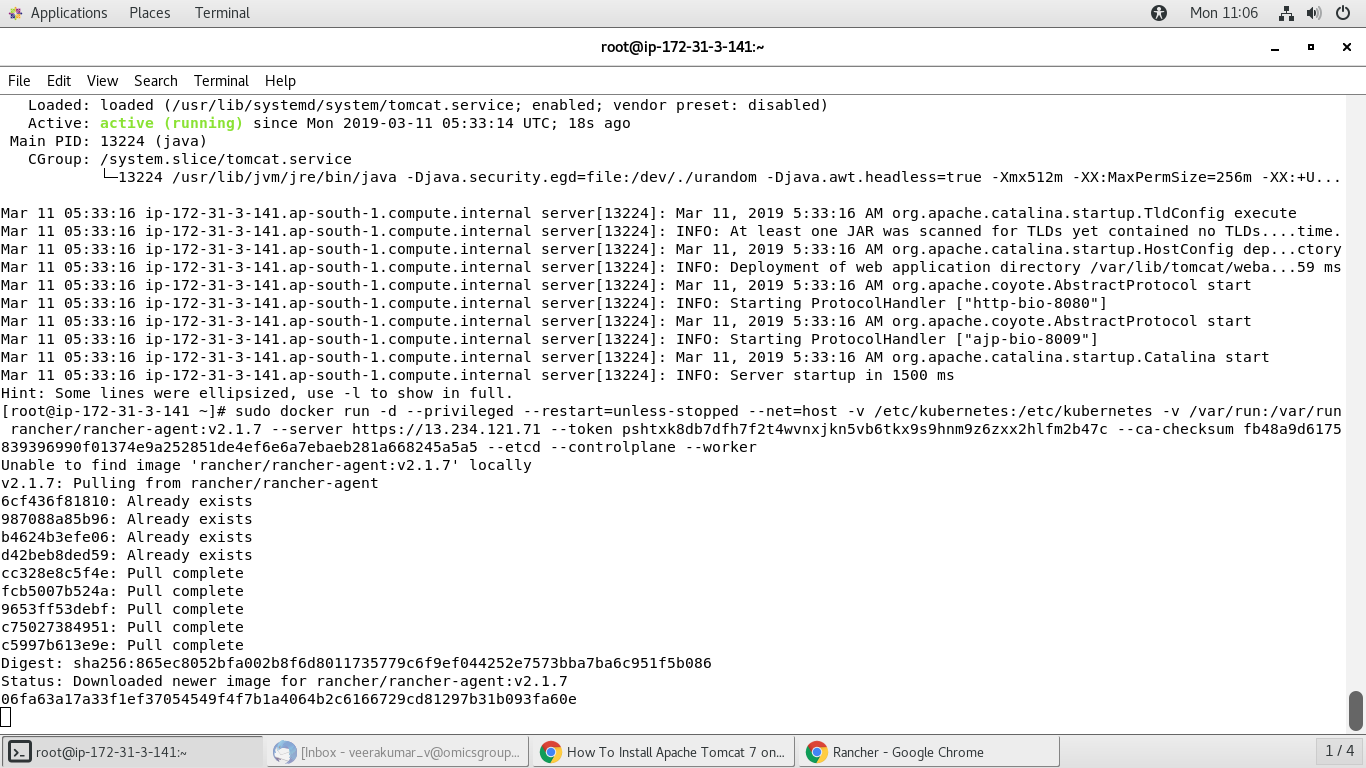 Applications Places Terminal Mon 11:06
root@ip-172-31-3-141:~
File Edit View Search Terminal Help
Loaded: loaded (/usr/lib/systemd/system/tomcat.service; enabled; vendor preset: disabled)
Active: active (running) since Mon 2019-03-11 05:33:14 UTC; 18s ago
Main PID: 13224 (java)
CGroup: /system.slice/tomcat.service
└─13224 /usr/lib/jvm/jre/bin/java -Djava.security.egd=file:/dev/./urandom -Djava.awt.headless=true -Xmx512m -XX:MaxPermSize=256m -XX:+U...
Mar 11 05:33:16 ip-172-31-3-141.ap-south-1.compute.internal server[13224]: Mar 11, 2019 5:33:16 AM org.apache.catalina.startup.TldConfig execute
Mar 11 05:33:16 ip-172-31-3-141.ap-south-1.compute.internal server[13224]: INFO: At least one JAR was scanned for TLDs yet contained no TLDs....time.
Mar 11 05:33:16 ip-172-31-3-141.ap-south-1.compute.internal server[13224]: Mar 11, 2019 5:33:16 AM org.apache.catalina.startup.HostConfig dep...ctory
Mar 11 05:33:16 ip-172-31-3-141.ap-south-1.compute.internal server[13224]: INFO: Deployment of web application directory /var/lib/tomcat/weba...59 ms
Mar 11 05:33:16 ip-172-31-3-141.ap-south-1.compute.internal server[13224]: Mar 11, 2019 5:33:16 AM org.apache.coyote.AbstractProtocol start
Mar 11 05:33:16 ip-172-31-3-141.ap-south-1.compute.internal server[13224]: INFO: Starting ProtocolHandler ["http-bio-8080"]
Mar 11 05:33:16 ip-172-31-3-141.ap-south-1.compute.internal server[13224]: Mar 11, 2019 5:33:16 AM org.apache.coyote.AbstractProtocol start
Mar 11 05:33:16 ip-172-31-3-141.ap-south-1.compute.internal server[13224]: INFO: Starting ProtocolHandler ["ajp-bio-8009"]
Mar 11 05:33:16 ip-172-31-3-141.ap-south-1.compute.internal server[13224]: Mar 11, 2019 5:33:16 AM org.apache.catalina.startup.Catalina start
Mar 11 05:33:16 ip-172-31-3-141.ap-south-1.compute.internal server[13224]: INFO: Server startup in 1500 ms
Hint: Some lines were ellipsized, use -l to show in full.
[root@ip-172-31-3-141 ~]# sudo docker run -d --privileged --restart=unless-stopped --net=host -v /etc/kubernetes:/etc/kubernetes -v /var/run:/var/run
rancher/rancher-agent:v2.1.7 --server https://13.234.121.71 --token pshtxk8db7dfh7f2t4wvnxjkn5vb6tkx9s9hnm9z6zxx2hlfm2b47c --ca-checksum fb48a9d6175
839396990f01374e9a252851de4ef6e6a7ebaeb281a668245a5a5 --etcd --controlplane --worker
Unable to find image 'rancher/rancher-agent:v2.1.7' locally
v2.1.7: Pulling from rancher/rancher-agent
6cf436f81810: Already exists
987088a85b96: Already exists
b4624b3efe06: Already exists
d42beb8ded59: Already exists
cc328e8c5f4e: Pull complete
fcb5007b524a: Pull complete
9653ff53debf: Pull complete
c75027384951: Pull complete
c5997b613e9e: Pull complete
Digest: sha256:865ec8052bfa002b8f6d8011735779c6f9ef044252e7573bba7ba6c951f5b086
Status: Downloaded newer image for rancher/rancher-agent:v2.1.7
06fa63a17a33f1ef37054549f4f7b1a4064b2c6166729cd81297b31b093fa60e
root@ip-172-31-3-141:~ [Inbox - veerakumar_v@omicsgroup... How To Install Apache Tomcat 7 on... Rancher - Google Chrome 1 / 4